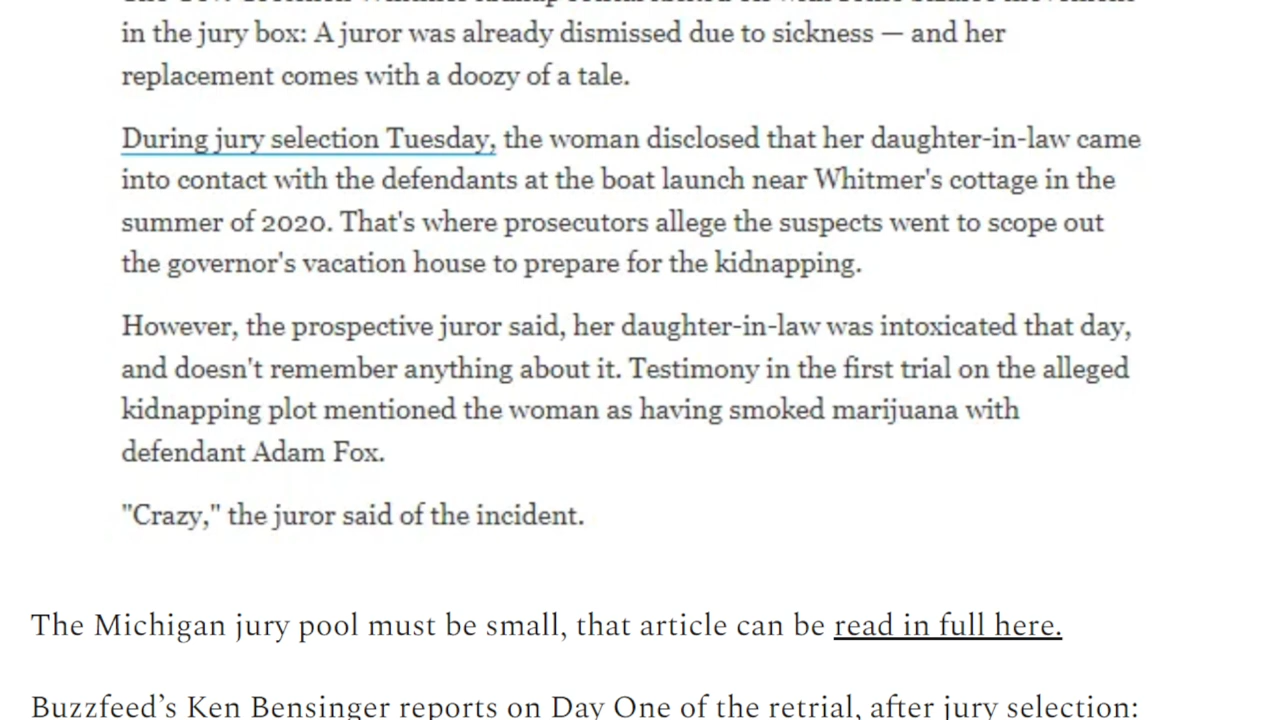 in the jury box: A juror was already dismissed due to sickness — and her
replacement comes with a doozy of a tale.
During jury selection Tuesday, the woman disclosed that her daughter-in-law came
into contact with the defendants at the boat launch near Whitmer's cottage in the
summer of 2020. That's where prosecutors allege the suspects went to scope out
the governor's vacation house to prepare for the kidnapping.
However, the prospective juror said, her daughter-in-law was intoxicated that day,
and doesn't remember anything about it. Testimony in the first trial on the alleged
kidnapping plot mentioned the woman as having smoked marijuana with
defendant Adam Fox.
"Crazy," the juror said of the incident.
The Michigan jury pool must be small, that article can be read in full here.
Buzzfeed’s Ken Bensinger reports on Day One of the retrial, after jury selection: